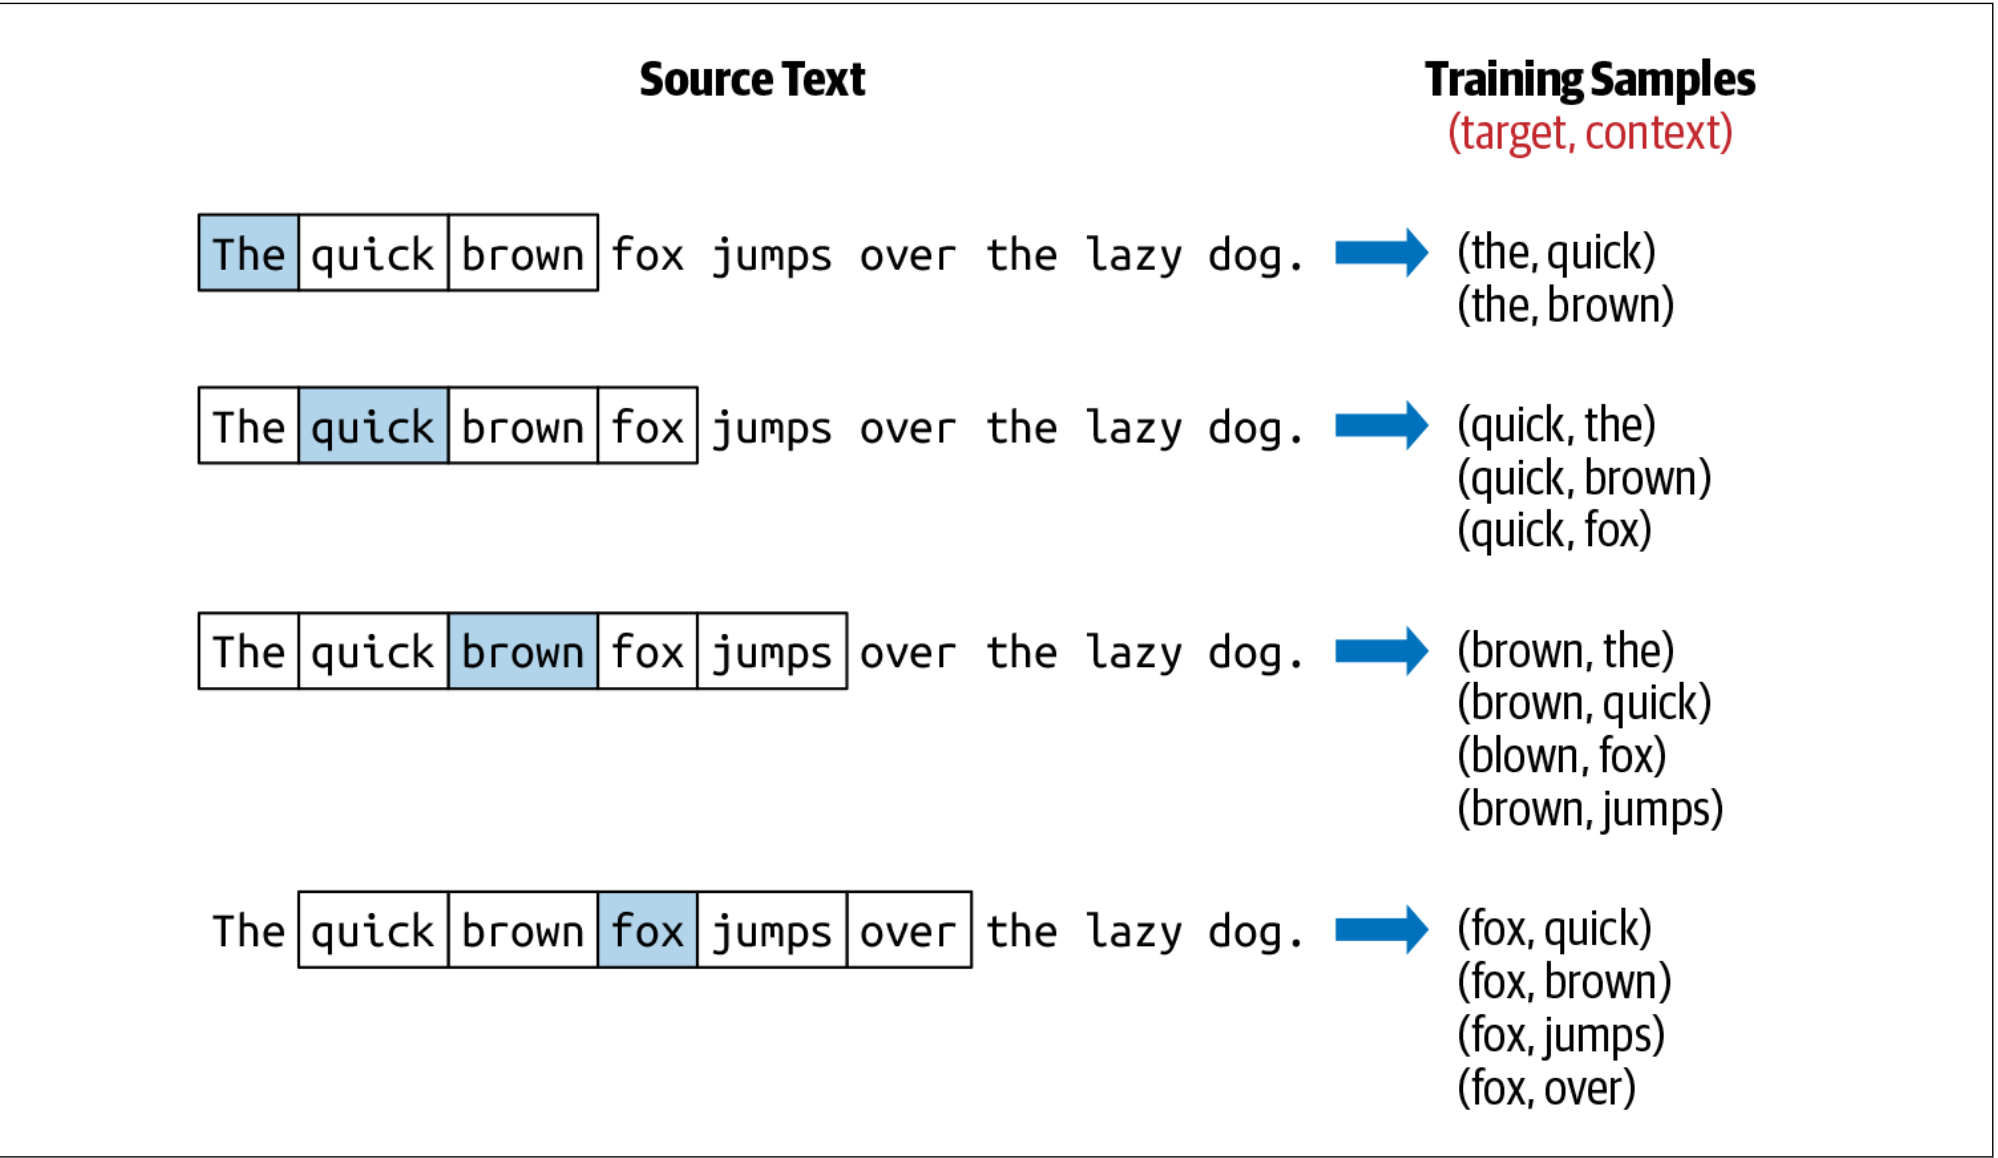 Source Text
Training Samples
(target, context)
The quick brown fox jumps over the lazy dog.
(the, quick)
(the, brown)
The quick brown fox jumps over the lazy dog.
(quick, the)
(quick, brown)
(quick, fox)
The quick brown fox jumps over the lazy dog.
(brown, the)
(brown, quick)
(blown, fox)
(brown, jumps)
The quick brown fox jumps over the lazy dog.
(fox, quick)
(fox, brown)
(fox, jumps)
(fox, over)